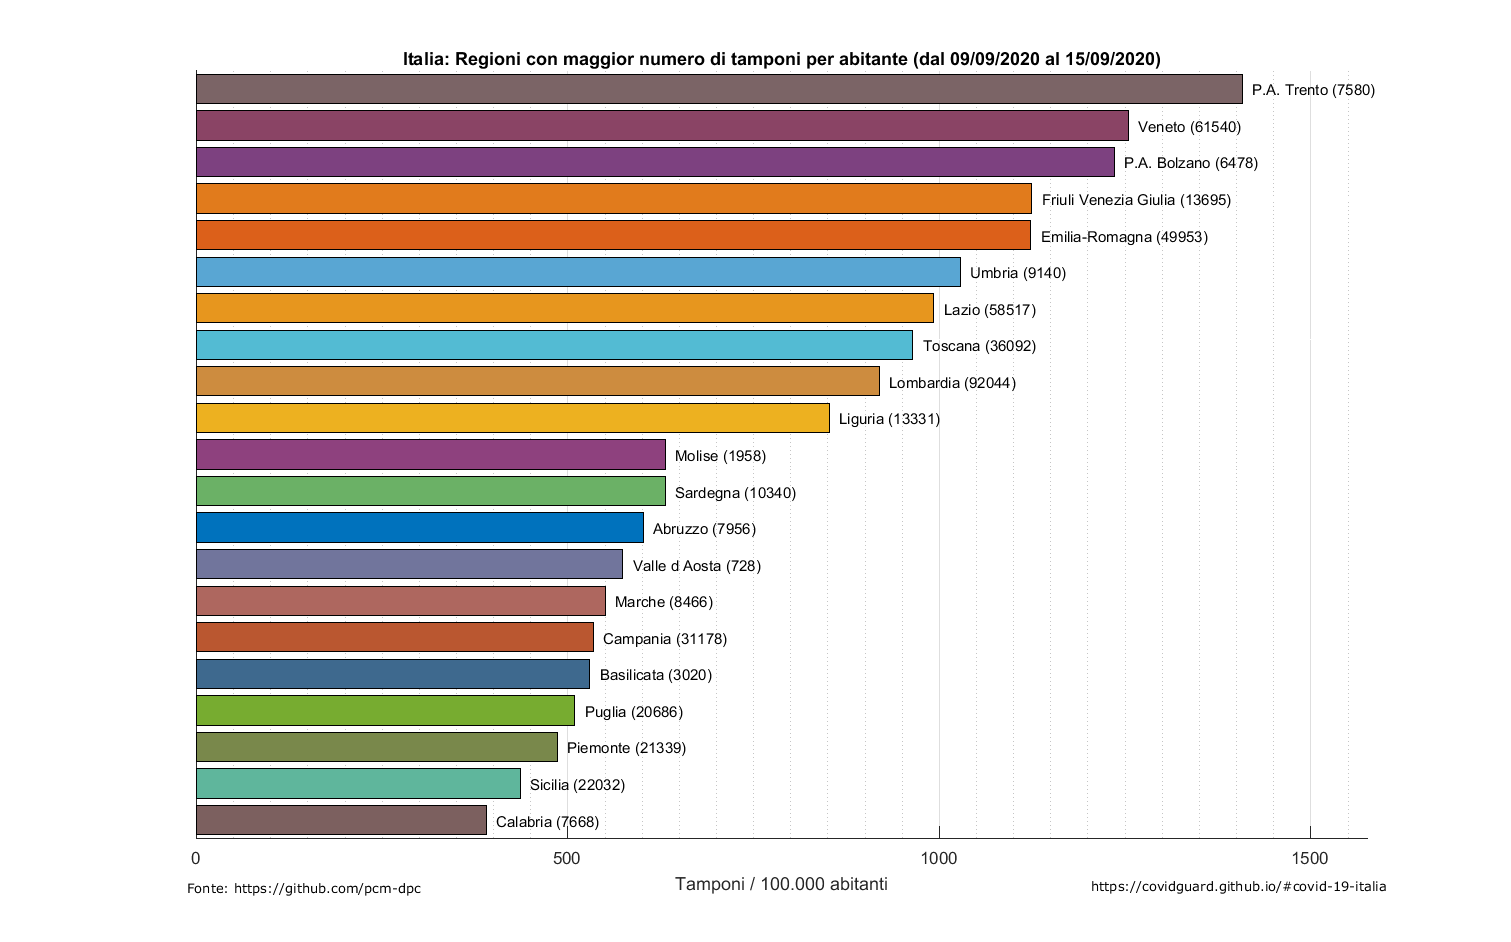 Italia: Regioni con maggior numero di tamponi per abitante (dal 09/09/2020 al 15/09/2020)
P.A. Trento (7580)
Veneto (61540)
P.A. Bolzano (6478)
Friuli Venezia Giulia (13695)
Emilia-Romagna (49953)
Umbria (9140)
Lazio (58517)
Toscana (36092)
Lombardia (92044)
Liguria (13331)
Molise (1958)
Sardegna (10340)
Abruzzo (7956)
Valle d Aosta (728)
Marche (8466)
Campania (31178)
Basilicata (3020)
Puglia (20686)
Piemonte (21339)
Sicilia (22032)
Calabria (7668)
0 500 1000 1500
Tamponi / 100.000 abitanti
Fonte: https://github.com/pcm-dpc
https://covidguard.github.io/#covid-19-italia